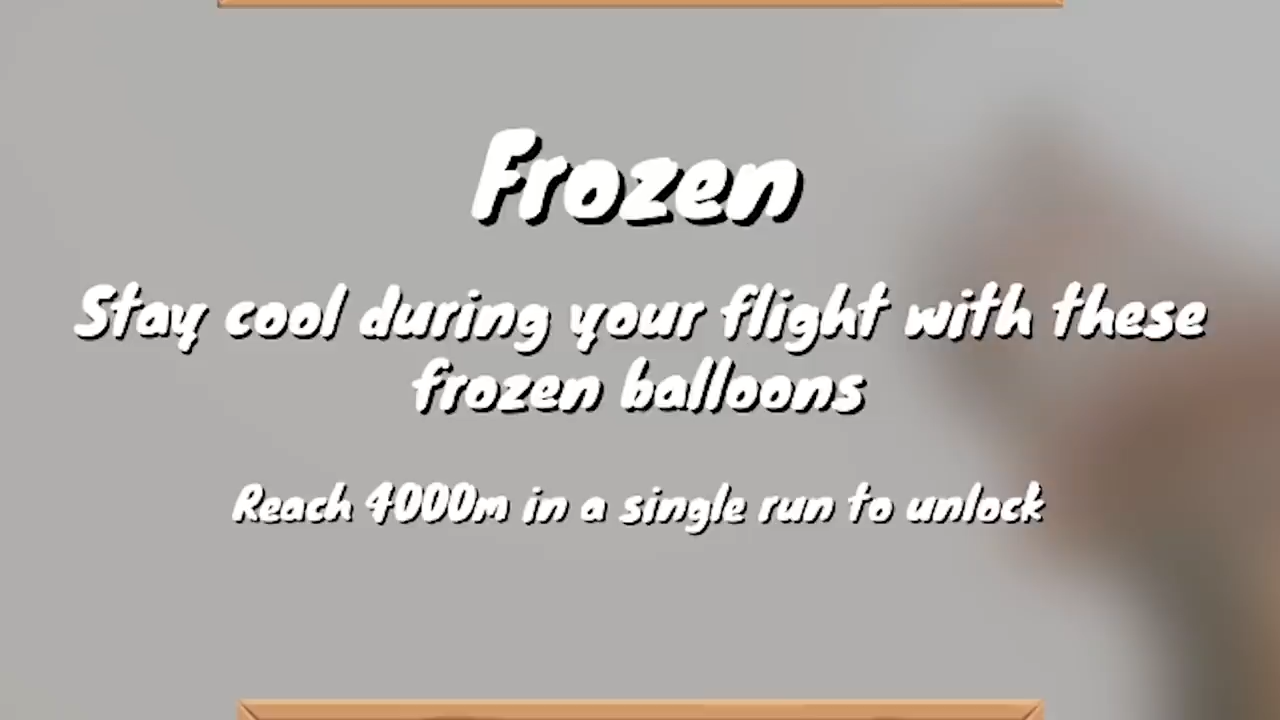 Frozen
Stay cool during your flight with these
frozen balloons
Reach 4000m in a single run to unlock